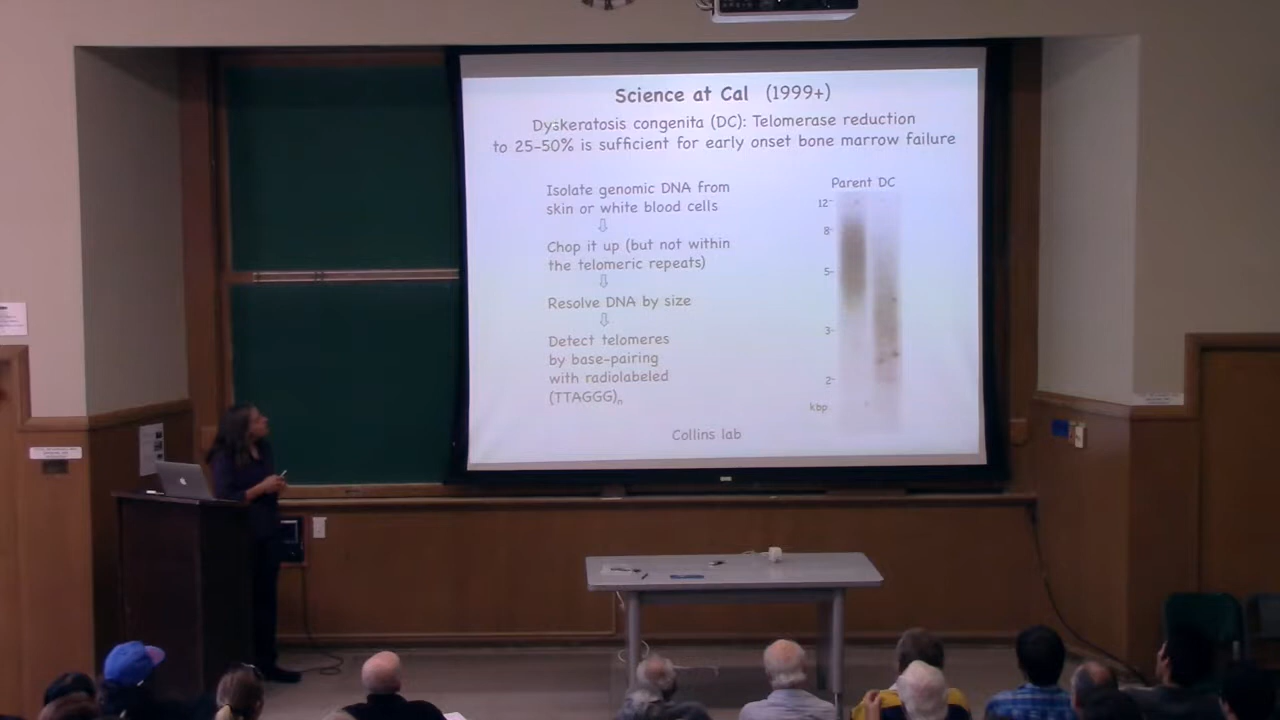 Science at Cal (1999+)
Dyskeratosis congenita (DC): Telomerase reduction
to 25-50% is sufficient for early onset bone marrow failure
Isolate genomic DNA from
skin or white blood cells
Chop it up (but not within
the telomeric repeats)
Resolve DNA by size
Detect telomeres
by base-pairing
with radiolabeled
(TTAGGG)n
Parent DC
12-
8-
5-
3-
2-
kbp
Collins lab